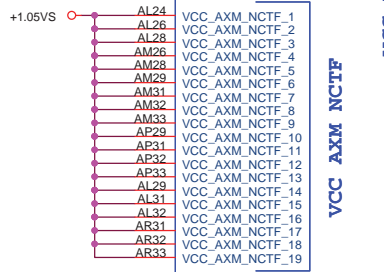 +1.05VS
AL24 VCC_AXM_NCTF_1
AL26 VCC_AXM_NCTF_2
AL28 VCC_AXM_NCTF_3
AM26 VCC_AXM_NCTF_4
AM28 VCC_AXM_NCTF_5
AM29 VCC_AXM_NCTF_6
AM31 VCC_AXM_NCTF_7
AM32 VCC_AXM_NCTF_8
AM33 VCC_AXM_NCTF_9
AP29 VCC_AXM_NCTF_10
AP31 VCC_AXM_NCTF_11
AP32 VCC_AXM_NCTF_12
AP33 VCC_AXM_NCTF_13
AL29 VCC_AXM_NCTF_14
AL31 VCC_AXM_NCTF_15
AL32 VCC_AXM_NCTF_16
AR31 VCC_AXM_NCTF_17
AR32 VCC_AXM_NCTF_18
AR33 VCC_AXM_NCTF_19
VCC AXM NCTF